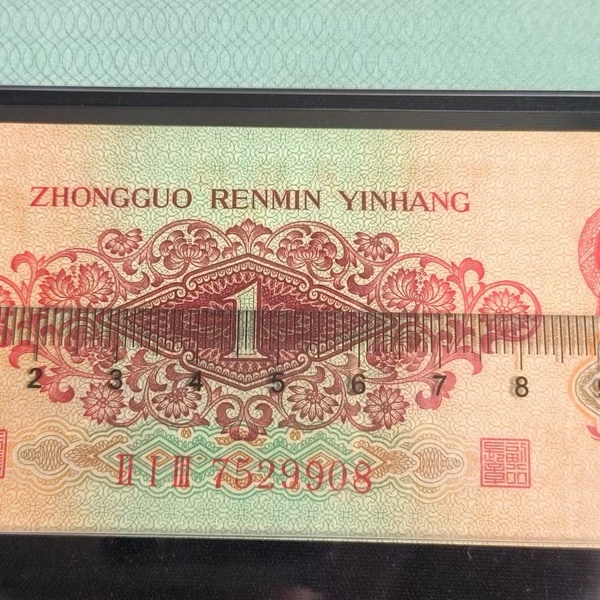 ZHONGGUO RENMIN YINHANG
1
2 3 4 5 6 7 8
II I III 7529908